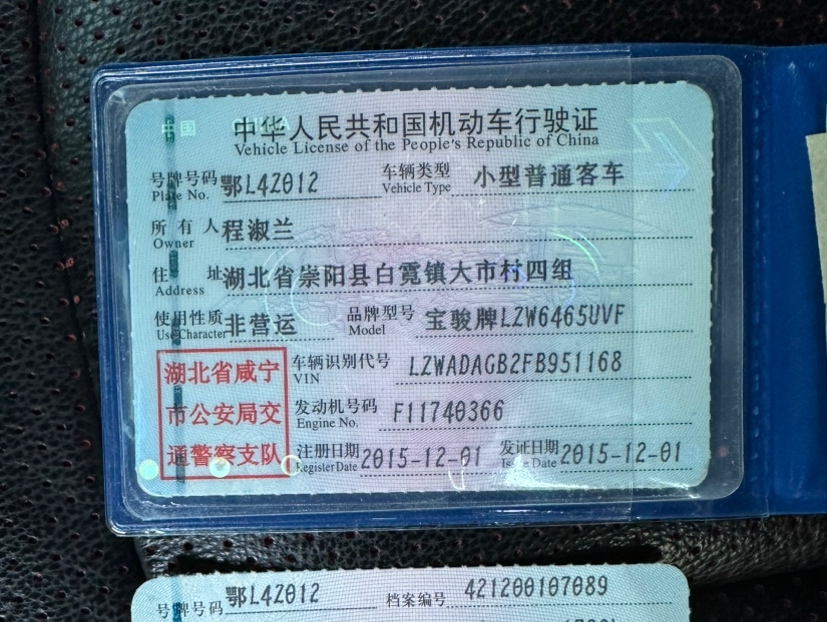 中国 CHINA
中华人民共和国机动车行驶证
Vehicle License of the People's Republic of China
号牌号码 鄂L4Z012 车辆类型 小型普通客车
Plate No. Vehicle Type
所有人 程淑兰
Owner
住址 湖北省崇阳县白霓镇大市村四组
Address
使用性质 非营运 品牌型号 宝骏牌LZW6465UVF
Use Character Model
湖北省咸宁
市公安局交
通警察支队
车辆识别代号 LZWADAGB2FB951168
VIN
发动机号码 F11740366
Engine No.
注册日期 2015-12-01 发证日期 2015-12-01
Register Date Issue Date
号牌号码 鄂L4Z012 档案编号 421200107089